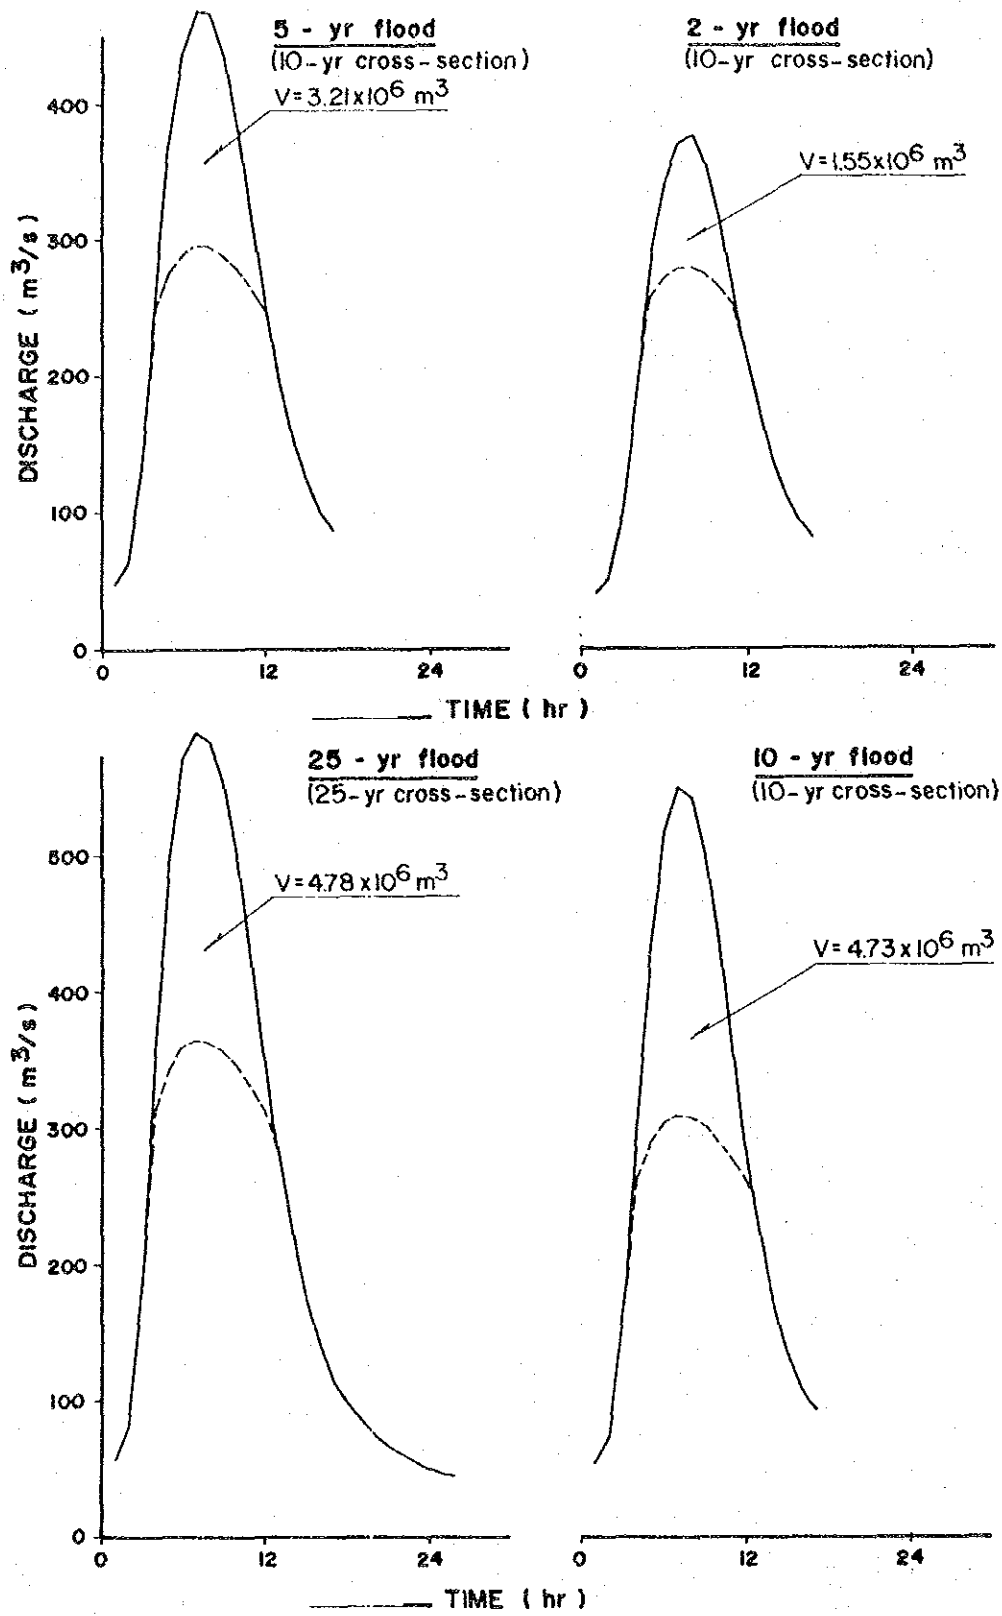 5 - yr flood
(10-yr cross-section)
V=3.21x10⁶ m³
2 - yr flood
(10-yr cross-section)
V=1.55x10⁶ m³
DISCHARGE (m³/s)
400
300
200
100
0
0
12
24
0
12
24
TIME (hr)
25 - yr flood
(25-yr cross-section)
V=4.78x10⁶ m³
10 - yr flood
(10-yr cross-section)
V=4.73x10⁶ m³
DISCHARGE (m³/s)
500
400
300
200
100
0
0
12
24
0
12
24
TIME (hr)